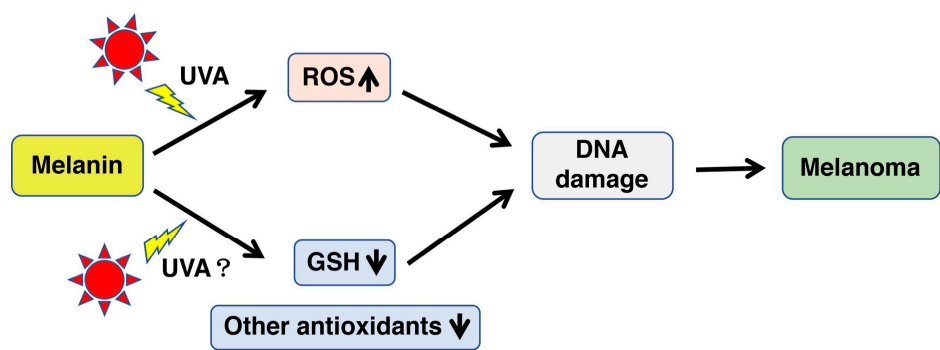 UVA
ROS
Melanin
DNA
damage
Melanoma
UVA？
GSH
Other antioxidants